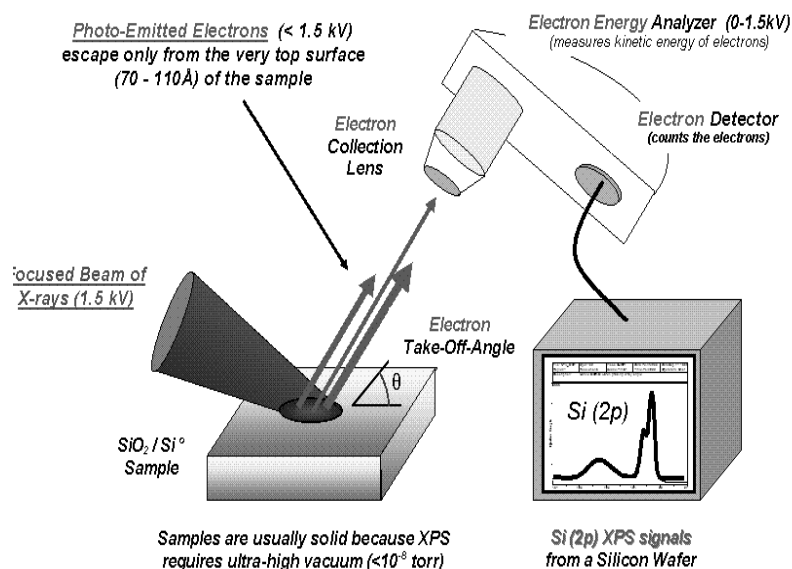 Photo-Emitted Electrons (< 1.5 kV)
escape only from the very top surface
(70 - 110Å) of the sample
Electron Energy Analyzer (0-1.5kV)
(measures kinetic energy of electrons)
Electron Detector
(counts the electrons)
Electron
Collection
Lens
Focused Beam of
X-rays (1.5 kV)
Electron
Take-Off-Angle
θ
Si (2p)
SiO₂ / Si°
Sample
Samples are usually solid because XPS
requires ultra-high vacuum (<10⁻⁸ torr)
Si (2p) XPS signals
from a Silicon Wafer